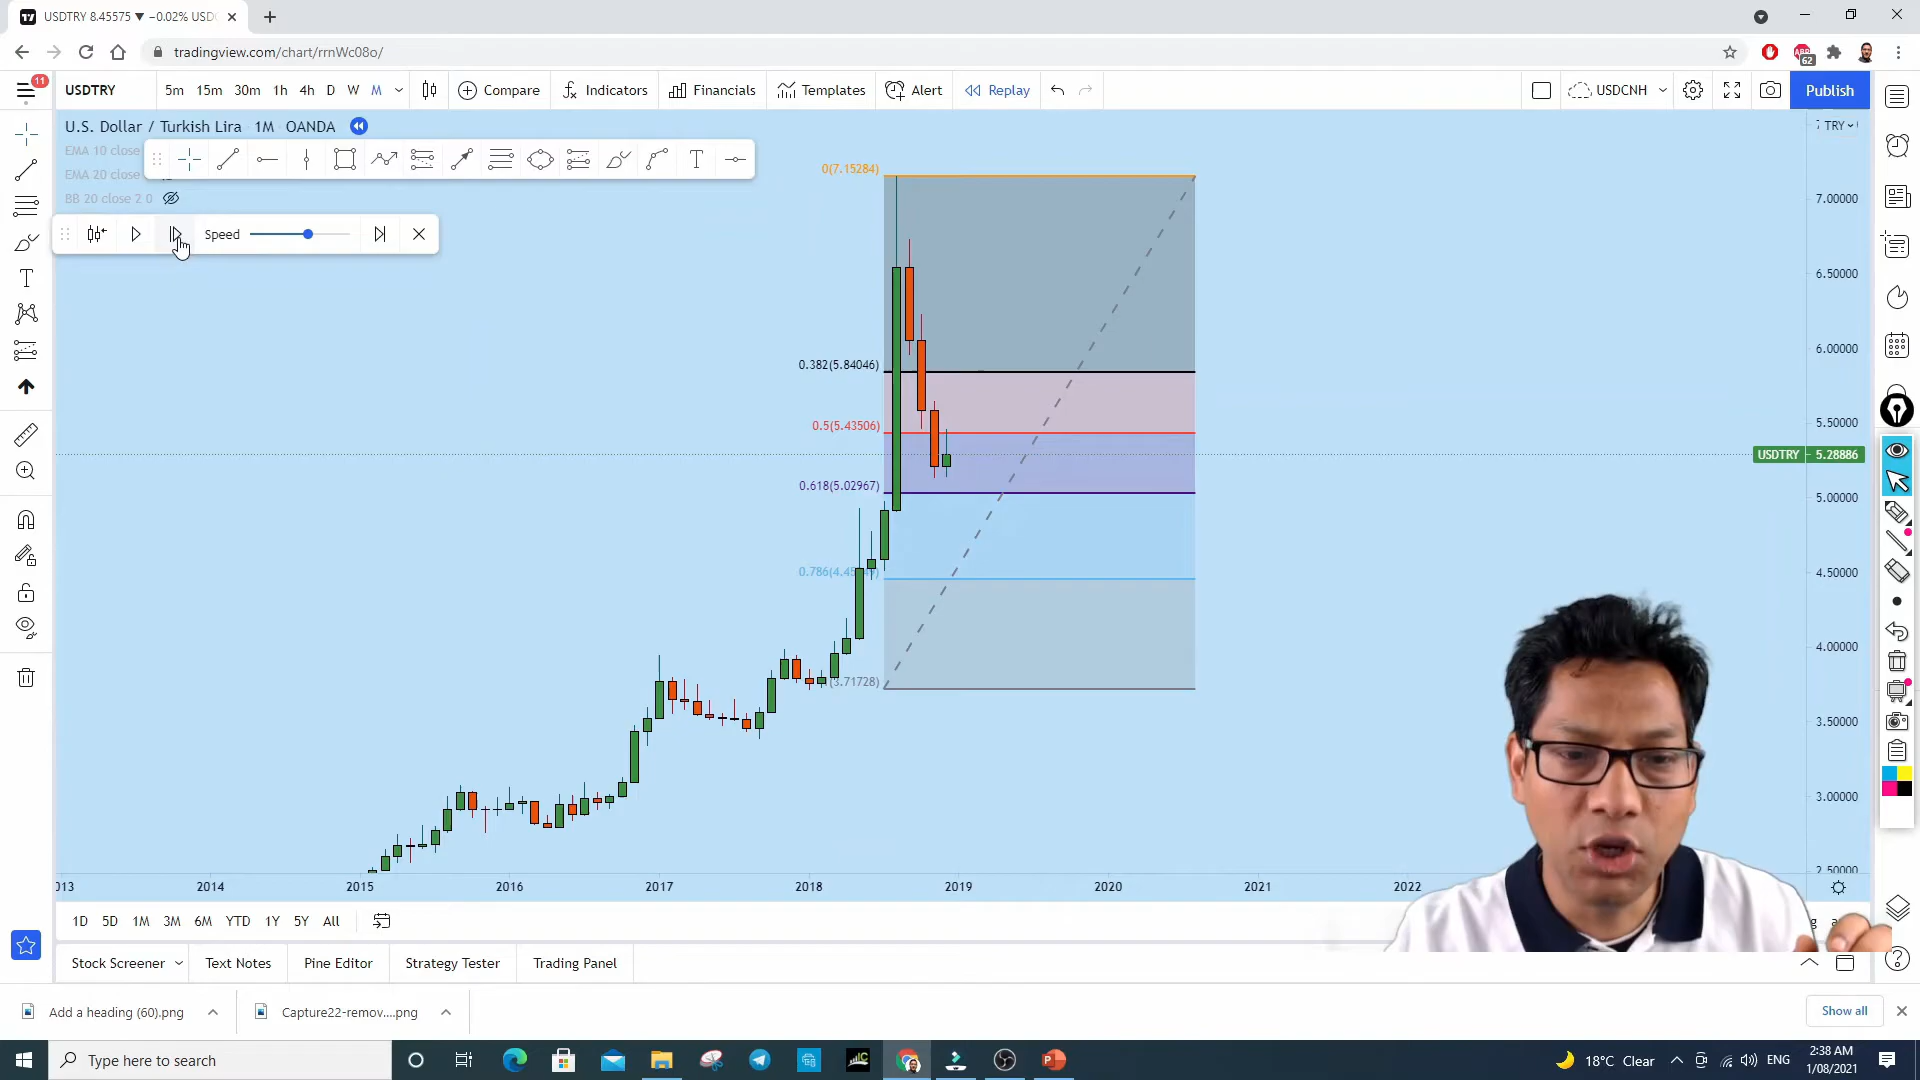 USDTRY 8.45575 ▼ −0.02% USDC
tradingview.com/chart/rrnWc08o/
62
11
USDTRY
5m 15m 30m 1h 4h D W M
Compare
Indicators
Financials
Templates
Alert
Replay
USDCNH
Publish
U.S. Dollar / Turkish Lira 1M OANDA
TRY
EMA 10 close
EMA 20 close
BB 20 close 2 0
Speed
0(7.15284)
0.382(5.84046)
0.5(5.43506)
0.618(5.02967)
0.786(4.45
(3.71728)
7.00000
6.50000
6.00000
5.50000
USDTRY 5.28886
5.00000
4.50000
4.00000
3.50000
3.00000
2.50000
2013 2014 2015 2016 2017 2018 2019 2020 2021 2022
1D 5D 1M 3M 6M YTD 1Y 5Y All
Stock Screener Text Notes Pine Editor Strategy Tester Trading Panel
Add a heading (60).png
Capture22-remov....png
Show all
Type here to search
18°C Clear
ENG
2:38 AM
1/08/2021